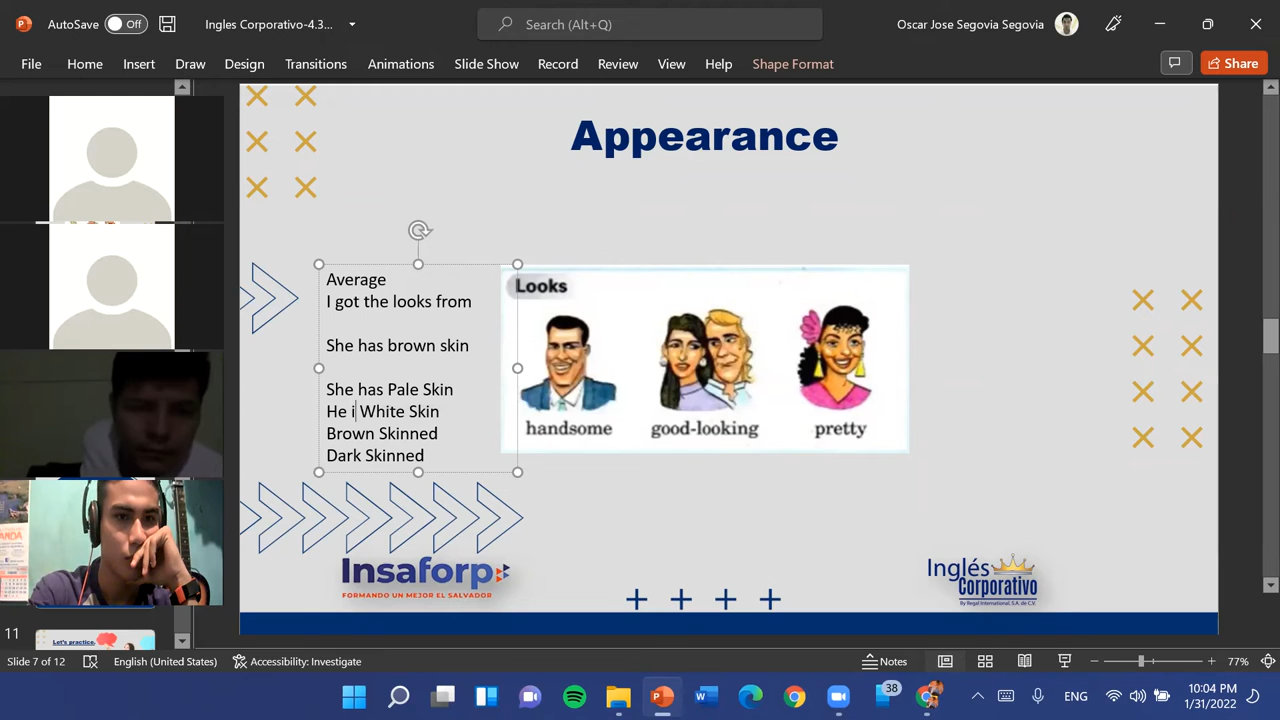 AutoSave Off Ingles Corporativo-4.3... Search (Alt+Q) Oscar Jose Segovia Segovia
File Home Insert Draw Design Transitions Animations Slide Show Record Review View Help Shape Format Share
Appearance
Average
I got the looks from
She has brown skin
She has Pale Skin
He i White Skin
Brown Skinned
Dark Skinned
Looks
handsome good-looking pretty
Insaforp
FORMANDO UN MEJOR EL SALVADOR
Inglés
Corporativo
By Regal International, S.A. de C.V.
11
Let's practice.
Slide 7 of 12 English (United States) Accessibility: Investigate Notes 77%
38
ENG
10:04 PM
1/31/2022